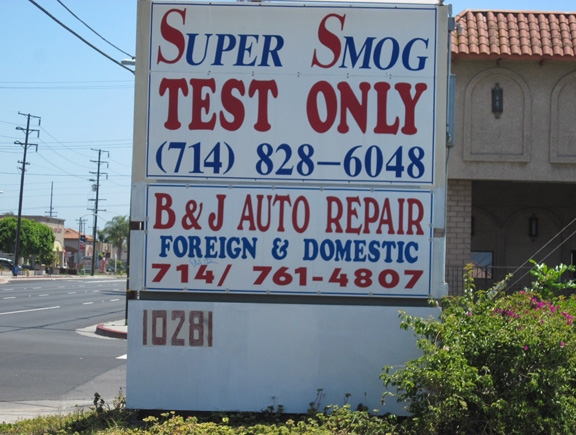 SUPER SMOG
TEST ONLY
(714) 828-6048
B & J AUTO REPAIR
FOREIGN & DOMESTIC
714/ 761-4807
10281